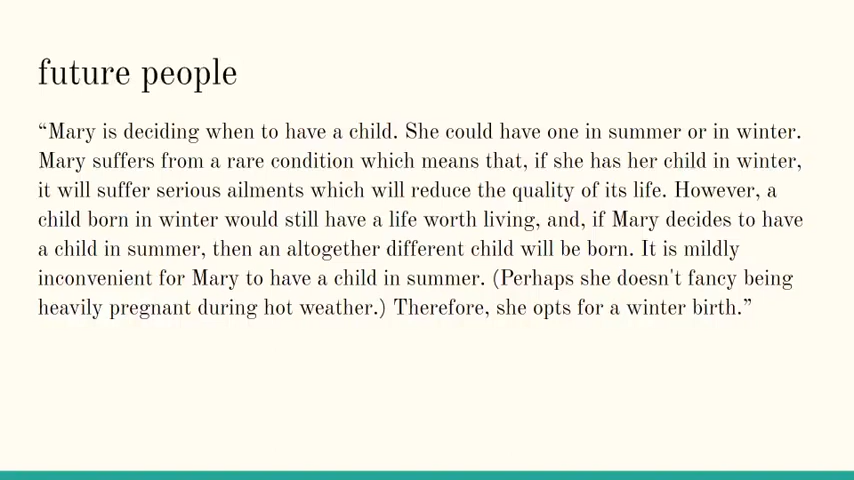 future people
“Mary is deciding when to have a child. She could have one in summer or in winter.
Mary suffers from a rare condition which means that, if she has her child in winter,
it will suffer serious ailments which will reduce the quality of its life. However, a
child born in winter would still have a life worth living, and, if Mary decides to have
a child in summer, then an altogether different child will be born. It is mildly
inconvenient for Mary to have a child in summer. (Perhaps she doesn't fancy being
heavily pregnant during hot weather.) Therefore, she opts for a winter birth.”